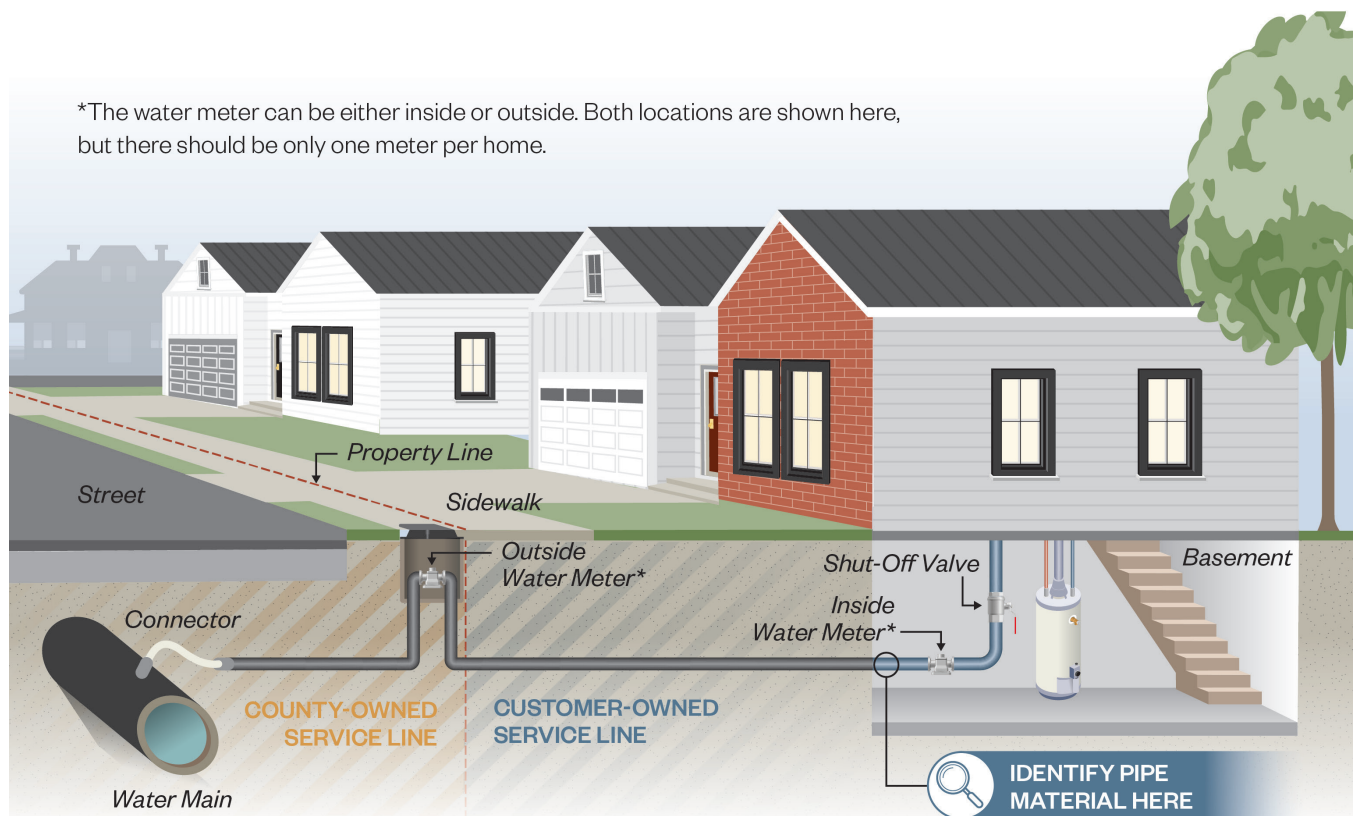 *The water meter can be either inside or outside. Both locations are shown here,
but there should be only one meter per home.
Property Line
Street
Sidewalk
Outside
Water Meter*
Shut-Off Valve
Basement
Inside
Water Meter*
Connector
COUNTY-OWNED
SERVICE LINE
CUSTOMER-OWNED
SERVICE LINE
Water Main
IDENTIFY PIPE
MATERIAL HERE